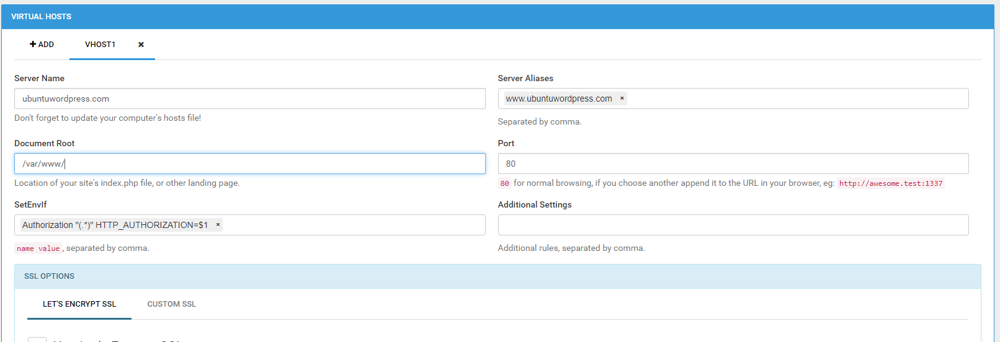 VIRTUAL HOSTS
+ ADD VHOST1 ×
Server Name
ubuntuwordpress.com
Don't forget to update your computer's hosts file!
Server Aliases
www.ubuntuwordpress.com ×
Separated by comma.
Document Root
/var/www/
Location of your site's index.php file, or other landing page.
Port
80
80 for normal browsing, if you choose another append it to the URL in your browser, eg: http://awesome.test:1337
SetEnvIf
Authorization "(.*)" HTTP_AUTHORIZATION=$1 ×
name value, separated by comma.
Additional Settings
Additional rules, separated by comma.
SSL OPTIONS
LET'S ENCRYPT SSL CUSTOM SSL